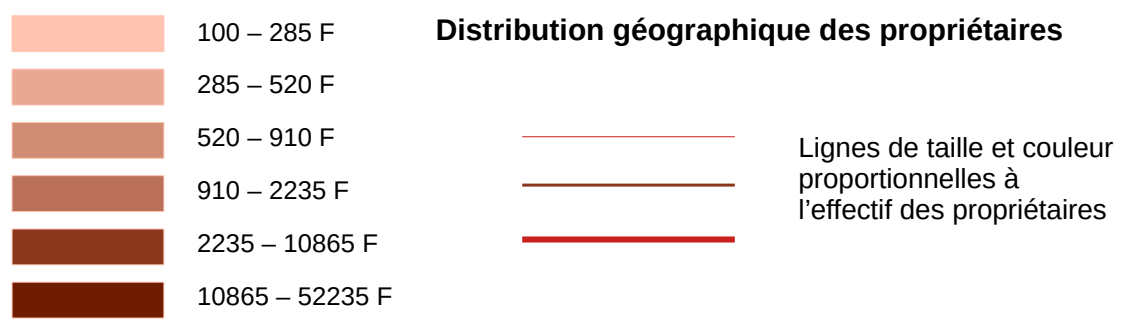 100 – 285 F
285 – 520 F
520 – 910 F
910 – 2235 F
2235 – 10865 F
10865 – 52235 F
Distribution géographique des propriétaires
Lignes de taille et couleur
proportionnelles à
l’effectif des propriétaires